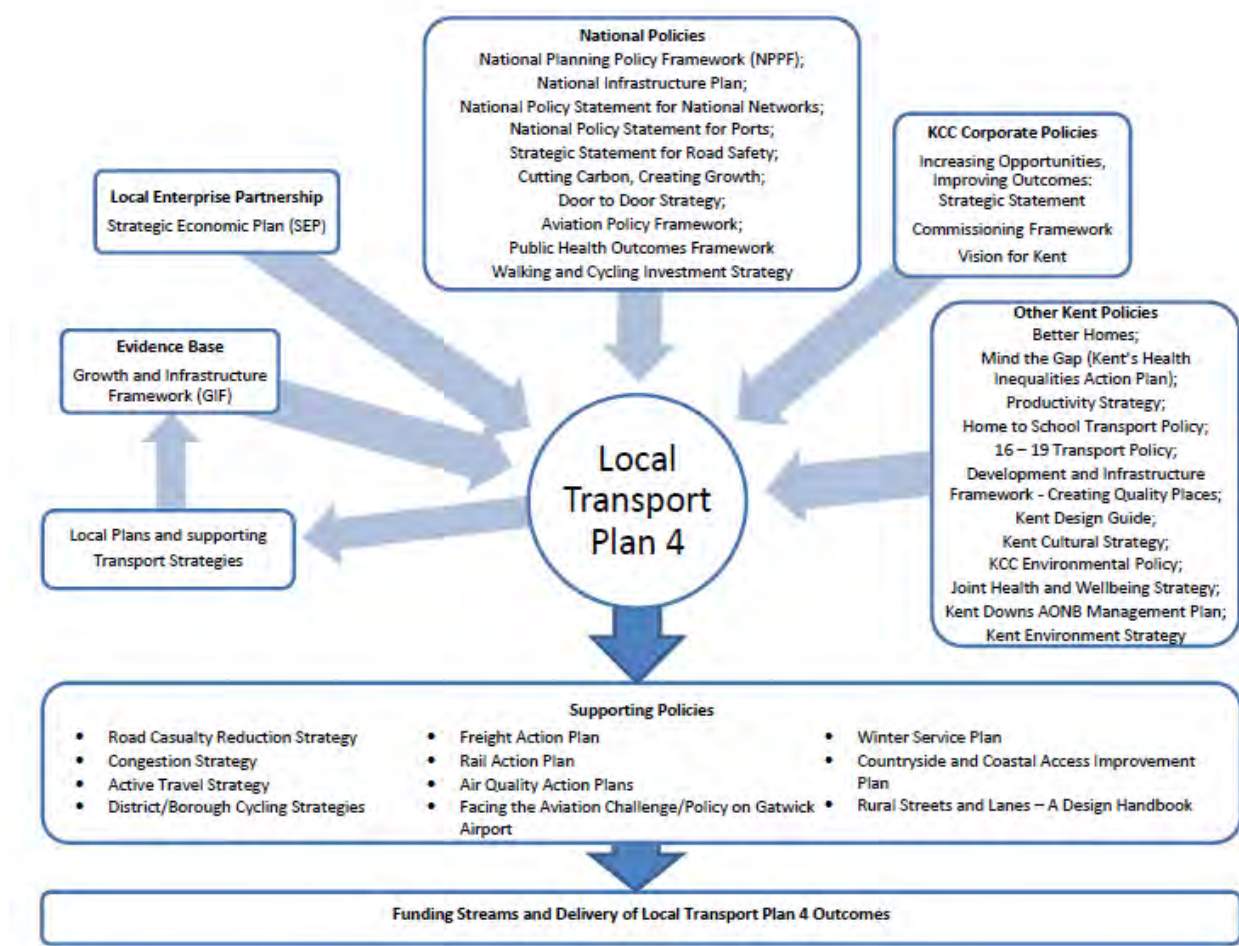 National Policies
National Planning Policy Framework (NPPF);
National Infrastructure Plan;
National Policy Statement for National Networks;
National Policy Statement for Ports;
Strategic Statement for Road Safety;
Cutting Carbon, Creating Growth;
Door to Door Strategy;
Aviation Policy Framework;
Public Health Outcomes Framework
Walking and Cycling Investment Strategy
KCC Corporate Policies
Increasing Opportunities,
Improving Outcomes:
Strategic Statement
Commissioning Framework
Vision for Kent
Local Enterprise Partnership
Strategic Economic Plan (SEP)
Other Kent Policies
Better Homes;
Mind the Gap (Kent's Health
Inequalities Action Plan);
Productivity Strategy;
Home to School Transport Policy;
16 – 19 Transport Policy;
Development and Infrastructure
Framework - Creating Quality Places;
Kent Design Guide;
Kent Cultural Strategy;
KCC Environmental Policy;
Joint Health and Wellbeing Strategy;
Kent Downs AONB Management Plan;
Kent Environment Strategy
Evidence Base
Growth and Infrastructure
Framework (GIF)
Local
Transport
Plan 4
Local Plans and supporting
Transport Strategies
Supporting Policies
• Road Casualty Reduction Strategy
• Congestion Strategy
• Active Travel Strategy
• District/Borough Cycling Strategies
• Freight Action Plan
• Rail Action Plan
• Air Quality Action Plans
• Facing the Aviation Challenge/Policy on Gatwick
Airport
• Winter Service Plan
• Countryside and Coastal Access Improvement
Plan
• Rural Streets and Lanes – A Design Handbook
Funding Streams and Delivery of Local Transport Plan 4 Outcomes